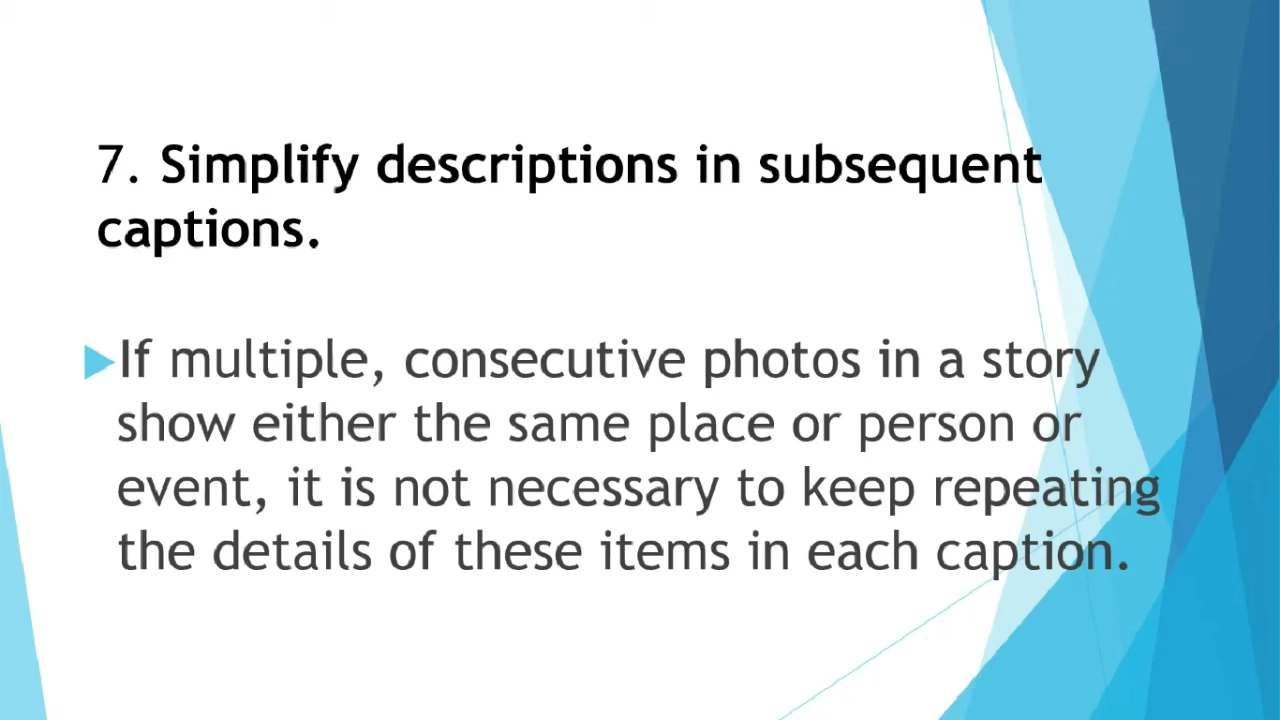 7. Simplify descriptions in subsequent
captions.
If multiple, consecutive photos in a story
show either the same place or person or
event, it is not necessary to keep repeating
the details of these items in each caption.